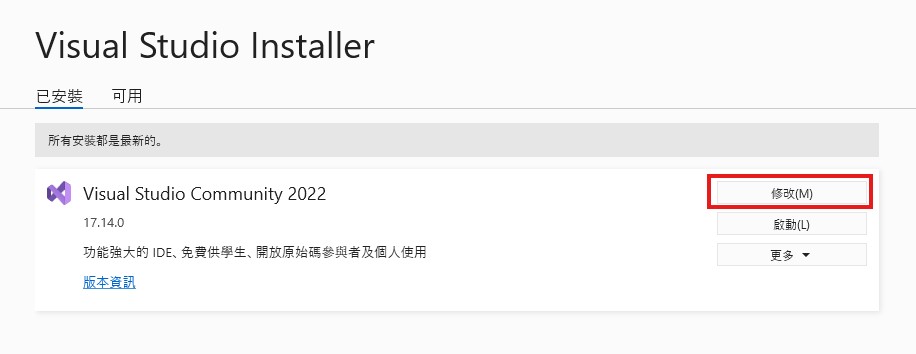 Visual Studio Installer
已安裝 可用
所有安裝都是最新的。
Visual Studio Community 2022
修改(M)
17.14.0
啟動(L)
功能強大的 IDE、免費供學生、開放原始碼參與者及個人使用
更多
版本資訊